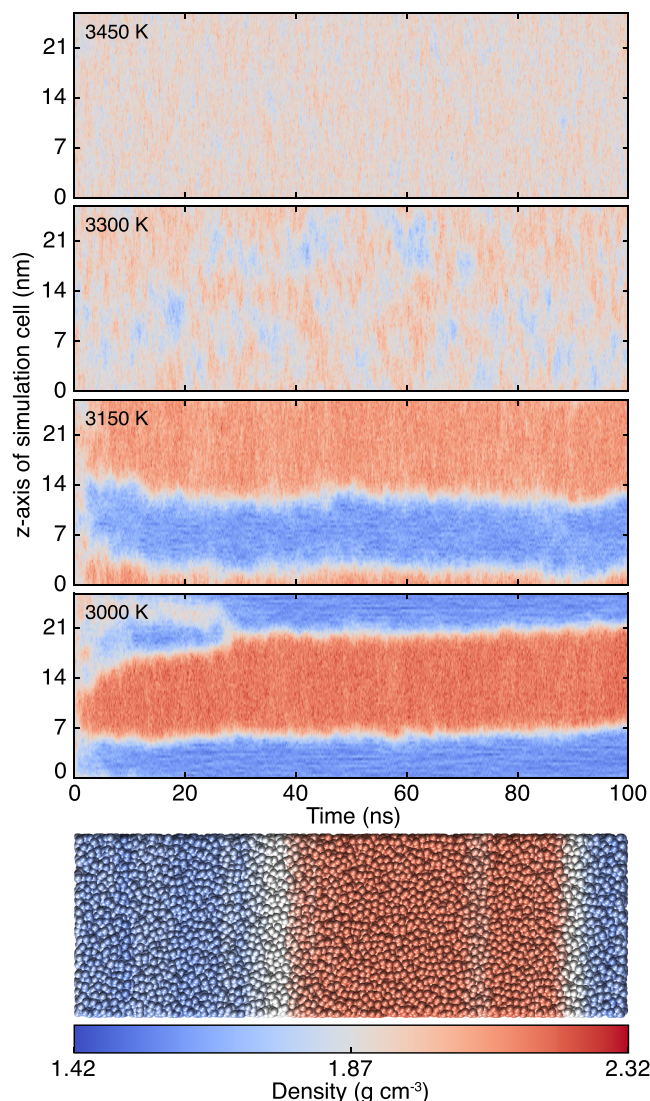 3450 K
21
14
7
0
3300 K
21
14
7
0
z-axis of simulation cell (nm)
3150 K
21
14
7
0
3000 K
21
14
7
0
0 20 40 60 80 100
Time (ns)
1.42 1.87 2.32
Density (g cm⁻³)